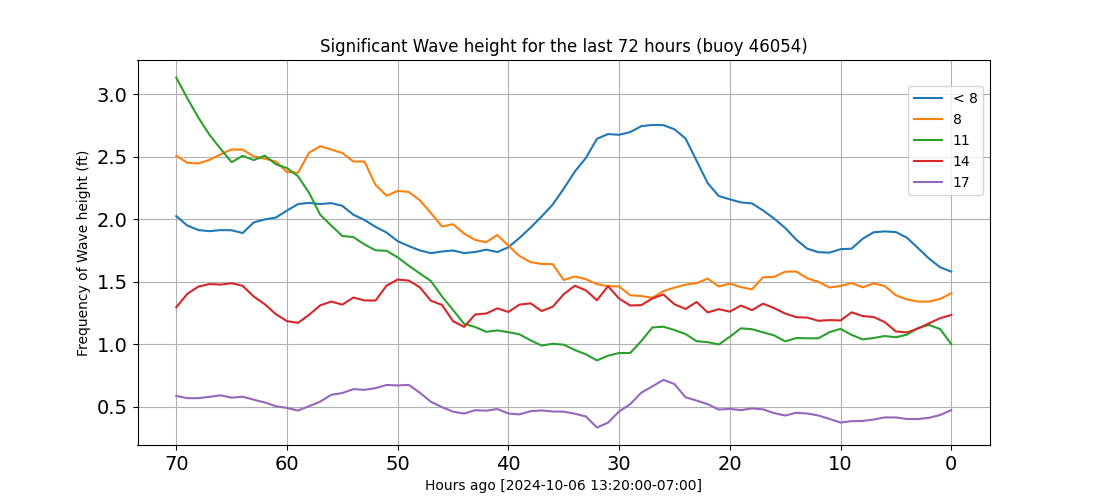 Significant Wave height for the last 72 hours (buoy 46054)
3.0
2.5
2.0
1.5
1.0
0.5
Frequency of Wave height (ft)
< 8
8
11
14
17
70 60 50 40 30 20 10 0
Hours ago [2024-10-06 13:20:00-07:00]